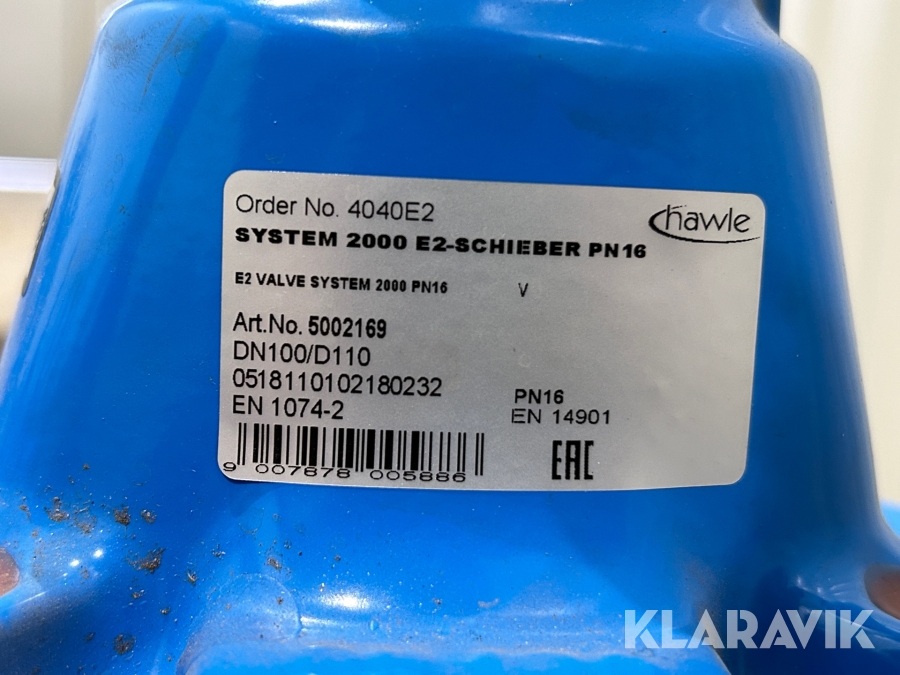 Order No. 4040E2
hawle
SYSTEM 2000 E2-SCHIEBER PN16
E2 VALVE SYSTEM 2000 PN16 V
Art.No. 5002169
DN100/D110
0518110102180232
PN16
EN 1074-2
EN 14901
9 007878 005886
EAC
KLARAVIK